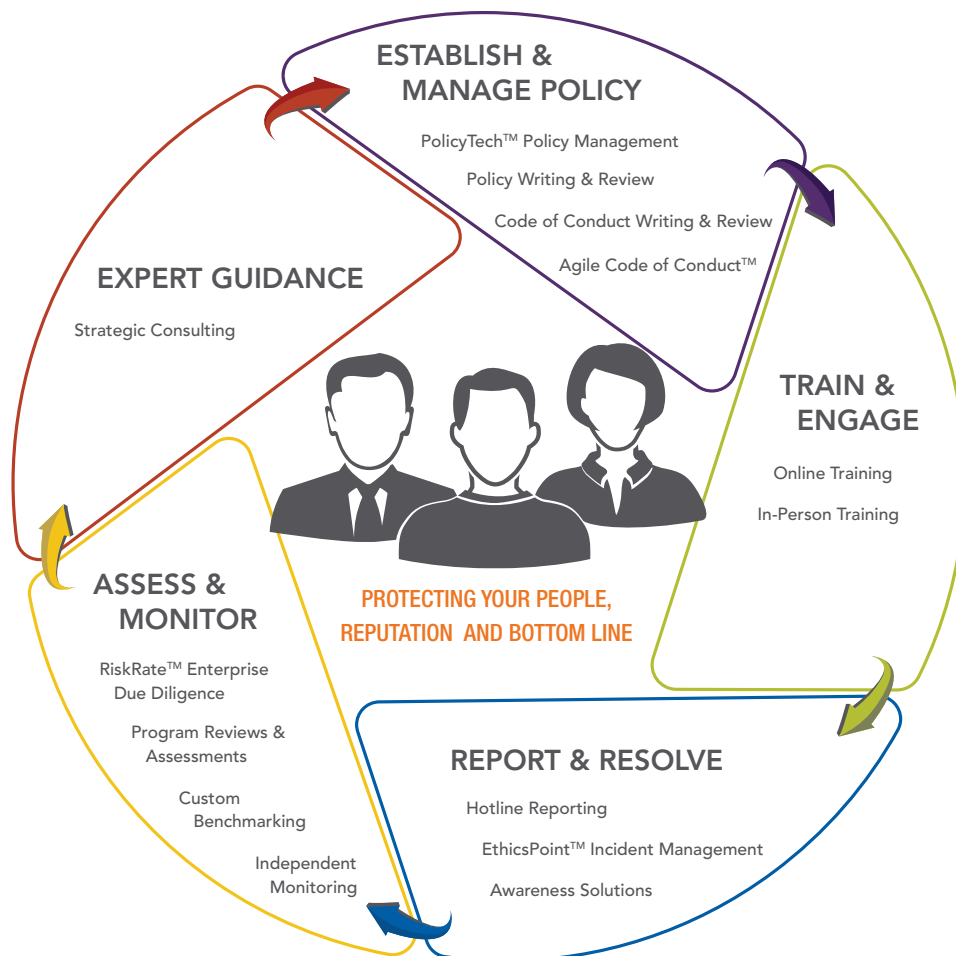 ESTABLISH &
MANAGE POLICY
PolicyTech™ Policy Management
Policy Writing & Review
Code of Conduct Writing & Review
Agile Code of Conduct™
TRAIN &
ENGAGE
Online Training
In-Person Training
REPORT & RESOLVE
Hotline Reporting
EthicsPoint™ Incident Management
Awareness Solutions
ASSESS &
MONITOR
RiskRate™ Enterprise
Due Diligence
Program Reviews &
Assessments
Custom
Benchmarking
Independent
Monitoring
EXPERT GUIDANCE
Strategic Consulting
PROTECTING YOUR PEOPLE,
REPUTATION AND BOTTOM LINE